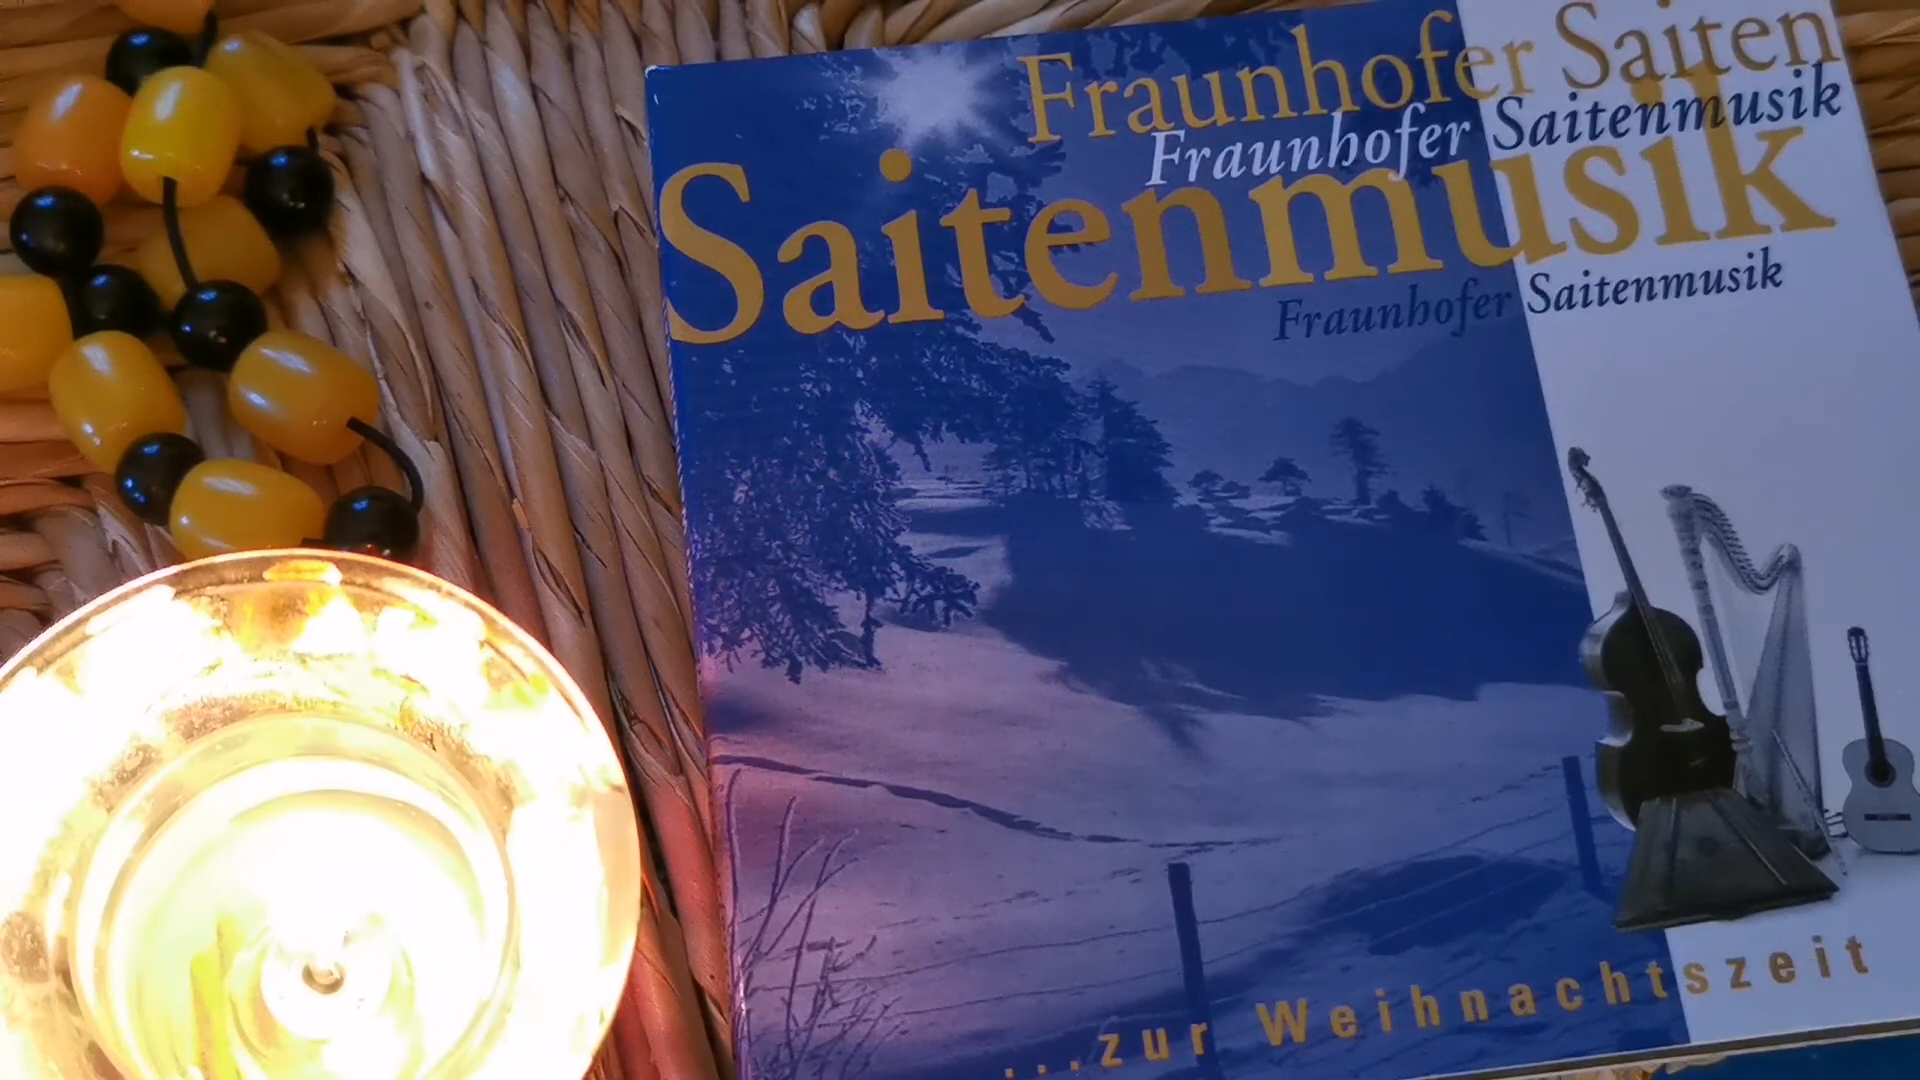 Fraunhofer Saiten
Fraunhofer Saitenmusik
Saitenmusik
Fraunhofer Saitenmusik
...zur Weihnachtszeit